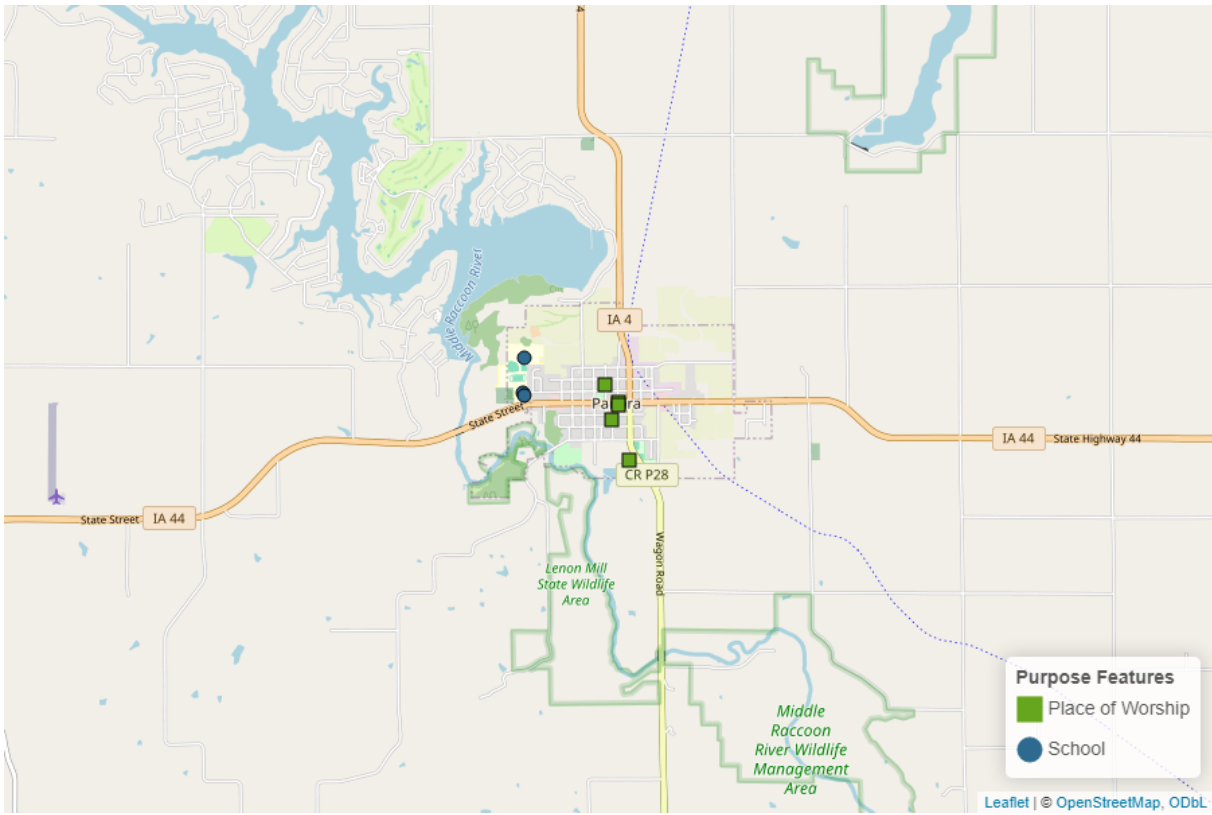 4
Middle Raccoon River
IA 4
State Street
IA 44
State Highway 44
CR P28
State Street
IA 44
Wagon Road
Lenon Mill
State Wildlife
Area
Middle
Raccoon
River Wildlife
Management
Area
Purpose Features
Place of Worship
School
Leaflet | © OpenStreetMap, ODbL